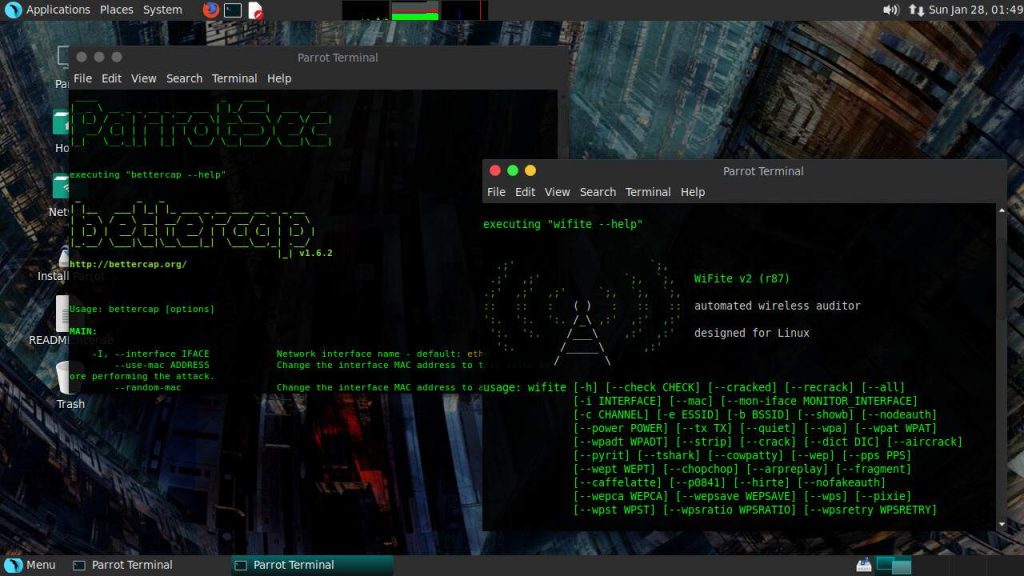 Applications Places System
Sun Jan 28, 01:49
Parrot Terminal
File Edit View Search Terminal Help
ParrotSec
executing "bettercap --help"
bettercap
v1.6.2
http://bettercap.org/
Usage: bettercap [options]
MAIN:
-I, --interface IFACE Network interface name - default: eth
--use-mac ADDRESS Change the interface MAC address to
ore performing the attack.
--random-mac Change the interface MAC address to a
Install
README
Trash
Parrot Terminal
File Edit View Search Terminal Help
executing "wifite --help"
WiFite v2 (r87)
automated wireless auditor
designed for Linux
usage: wifite [-h] [--check CHECK] [--cracked] [--recrack] [--all]
[-i INTERFACE] [--mac] [--mon-iface MONITOR_INTERFACE]
[-c CHANNEL] [-e ESSID] [-b BSSID] [--showb] [--nodeauth]
[--power POWER] [--tx TX] [--quiet] [--wpa] [--wpat WPAT]
[--wpadt WPADT] [--strip] [--crack] [--dict DIC] [--aircrack]
[--pyrit] [--tshark] [--cowpatty] [--wep] [--pps PPS]
[--wept WEPT] [--chopchop] [--arpreplay] [--fragment]
[--caffelatte] [--p0841] [--hirte] [--nofakeauth]
[--wepca WEPCA] [--wepsave WEPSAVE] [--wps] [--pixie]
[--wpst WPST] [--wpsratio WPSRATIO] [--wpsretry WPSRETRY]
Menu Parrot Terminal Parrot Terminal